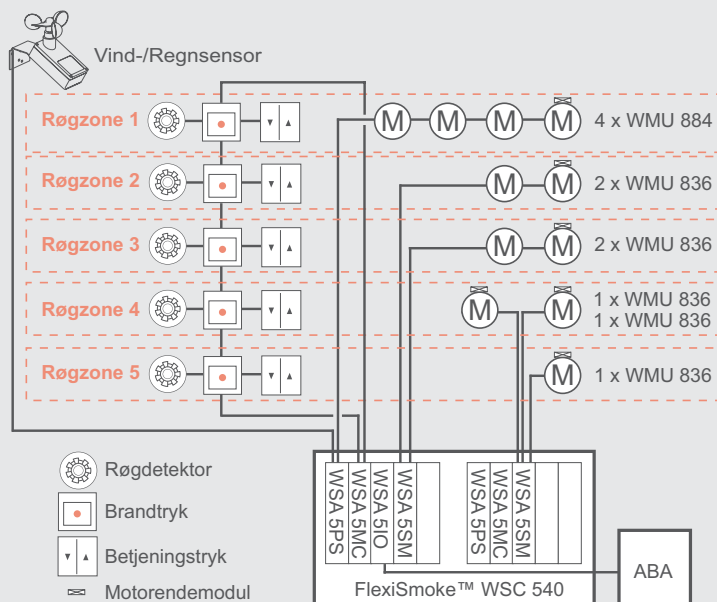 Vind-/Regnsensor
Røgzone 1
M M M M
4 x WMU 884
Røgzone 2
M M
2 x WMU 836
Røgzone 3
M M
2 x WMU 836
Røgzone 4
M M
1 x WMU 836
1 x WMU 836
Røgzone 5
M
1 x WMU 836
Røgdetektor
Brandtryk
Betjeningstryk
Motorendemodul
WSA 5PS
WSA 5MC
WSA 5IO
WSA 5SM
WSA 5PS
WSA 5MC
WSA 5SM
FlexiSmoke™ WSC 540
ABA